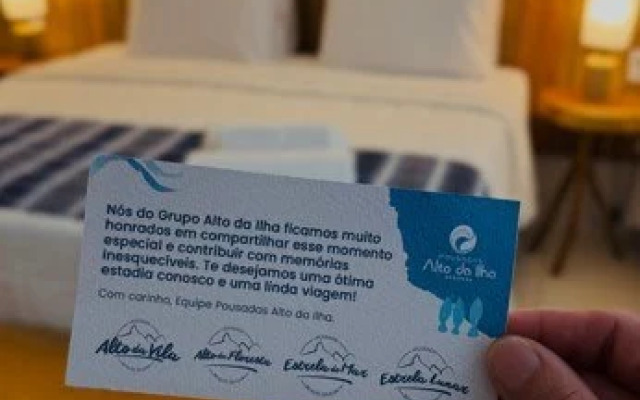 Nós do Grupo Alto da Ilha ficamos muito
honrados em compartilhar esse momento
especial e contribuir com memórias
inesquecíveis. Te desejamos uma ótima
estadia conosco e uma linda viagem!
Com carinho, Equipe Pousadas Alto da Ilha.
POUSADAS
Alto da Ilha
Alto da Vila
Alto da Floresta
Estrela do Mar
Estrela Lunar